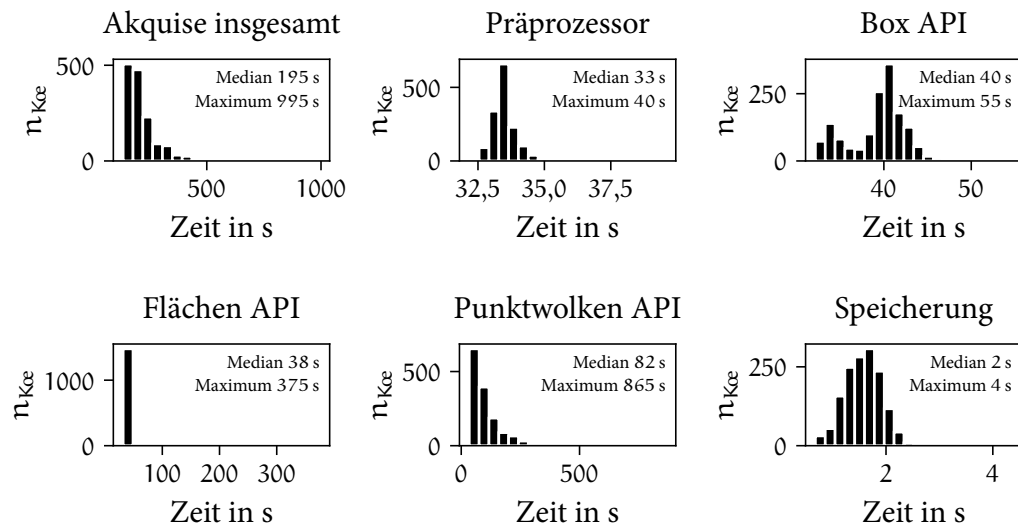 Akquise insgesamt
n_Kœ
500
0
Median 195 s
Maximum 995 s
500
1000
Zeit in s
Präprozessor
n_Kœ
500
0
Median 33 s
Maximum 40 s
32,5
35,0
37,5
Zeit in s
Box API
n_Kœ
250
0
Median 40 s
Maximum 55 s
40
50
Zeit in s
Flächen API
n_Kœ
1000
0
Median 38 s
Maximum 375 s
100
200
300
Zeit in s
Punktwolken API
n_Kœ
500
0
Median 82 s
Maximum 865 s
0
500
Zeit in s
Speicherung
n_Kœ
250
0
Median 2 s
Maximum 4 s
2
4
Zeit in s